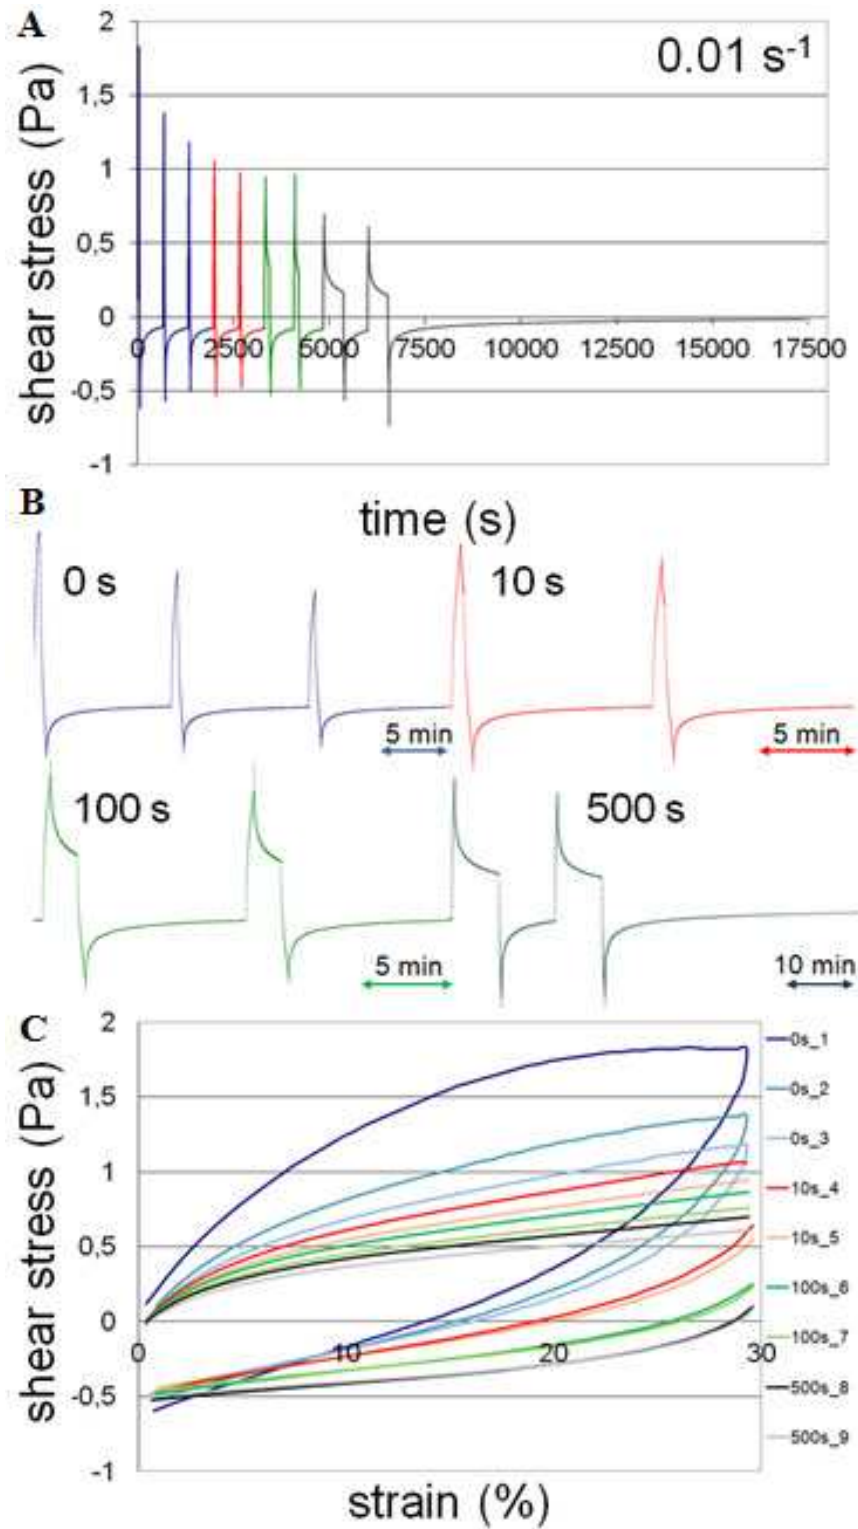 A
0.01 s-1
shear stress (Pa)
2
1.5
1
0,5
0
-0.5
-1
0 2500 5000 7500 10000 12500 15000 17500
time (s)
B
0 s
10 s
5 min
5 min
100 s
500 s
5 min
10 min
C
shear stress (Pa)
2
1.5
1
0.5
0
-0.5
-1
0 10 20 30
strain (%)
0s_1
0s_2
0s_3
10s_4
10s_5
100s_6
100s_7
500s_8
500s_9